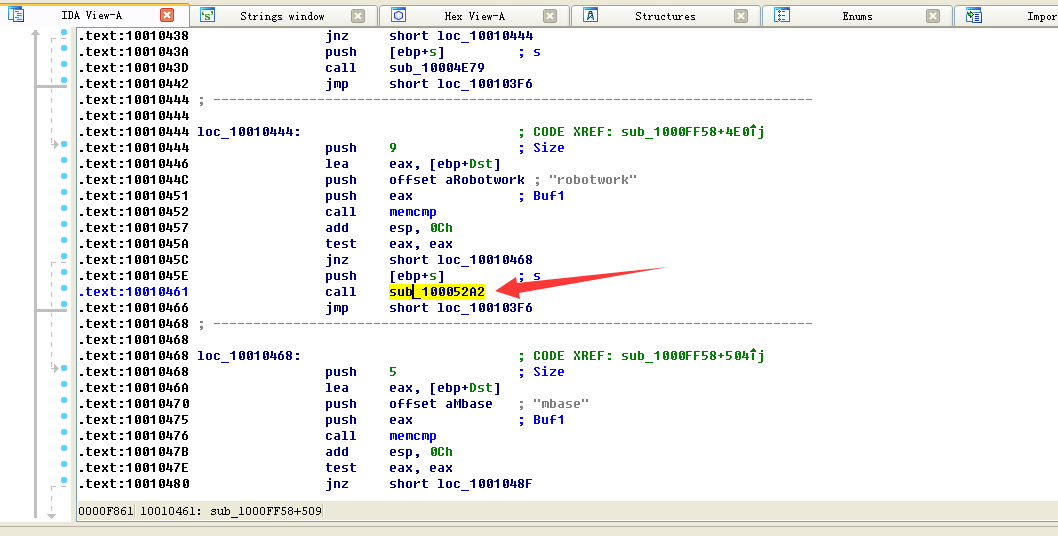 IDA View-A Strings window Hex View-A Structures Enums Impor
.text:10010438 jnz short loc_10010444
.text:1001043A push [ebp+s] ; s
.text:1001043D call sub_10004E79
.text:10010442 jmp short loc_100103F6
.text:10010444 ; ---------------------------------------------------------------------------
.text:10010444
.text:10010444 loc_10010444: ; CODE XREF: sub_1000FF58+4E0↑j
.text:10010444 push 9 ; Size
.text:10010446 lea eax, [ebp+Dst]
.text:1001044C push offset aRobotwork ; "robotwork"
.text:10010451 push eax ; Buf1
.text:10010452 call memcmp
.text:10010457 add esp, 0Ch
.text:1001045A test eax, eax
.text:1001045C jnz short loc_10010468
.text:1001045E push [ebp+s] ; s
.text:10010461 call sub_100052A2
.text:10010466 jmp short loc_100103F6
.text:10010468 ; ---------------------------------------------------------------------------
.text:10010468
.text:10010468 loc_10010468: ; CODE XREF: sub_1000FF58+504↑j
.text:10010468 push 5 ; Size
.text:1001046A lea eax, [ebp+Dst]
.text:10010470 push offset aMbase ; "mbase"
.text:10010475 push eax ; Buf1
.text:10010476 call memcmp
.text:1001047B add esp, 0Ch
.text:1001047E test eax, eax
.text:10010480 jnz short loc_1001048F
0000F861 10010461: sub_1000FF58+509